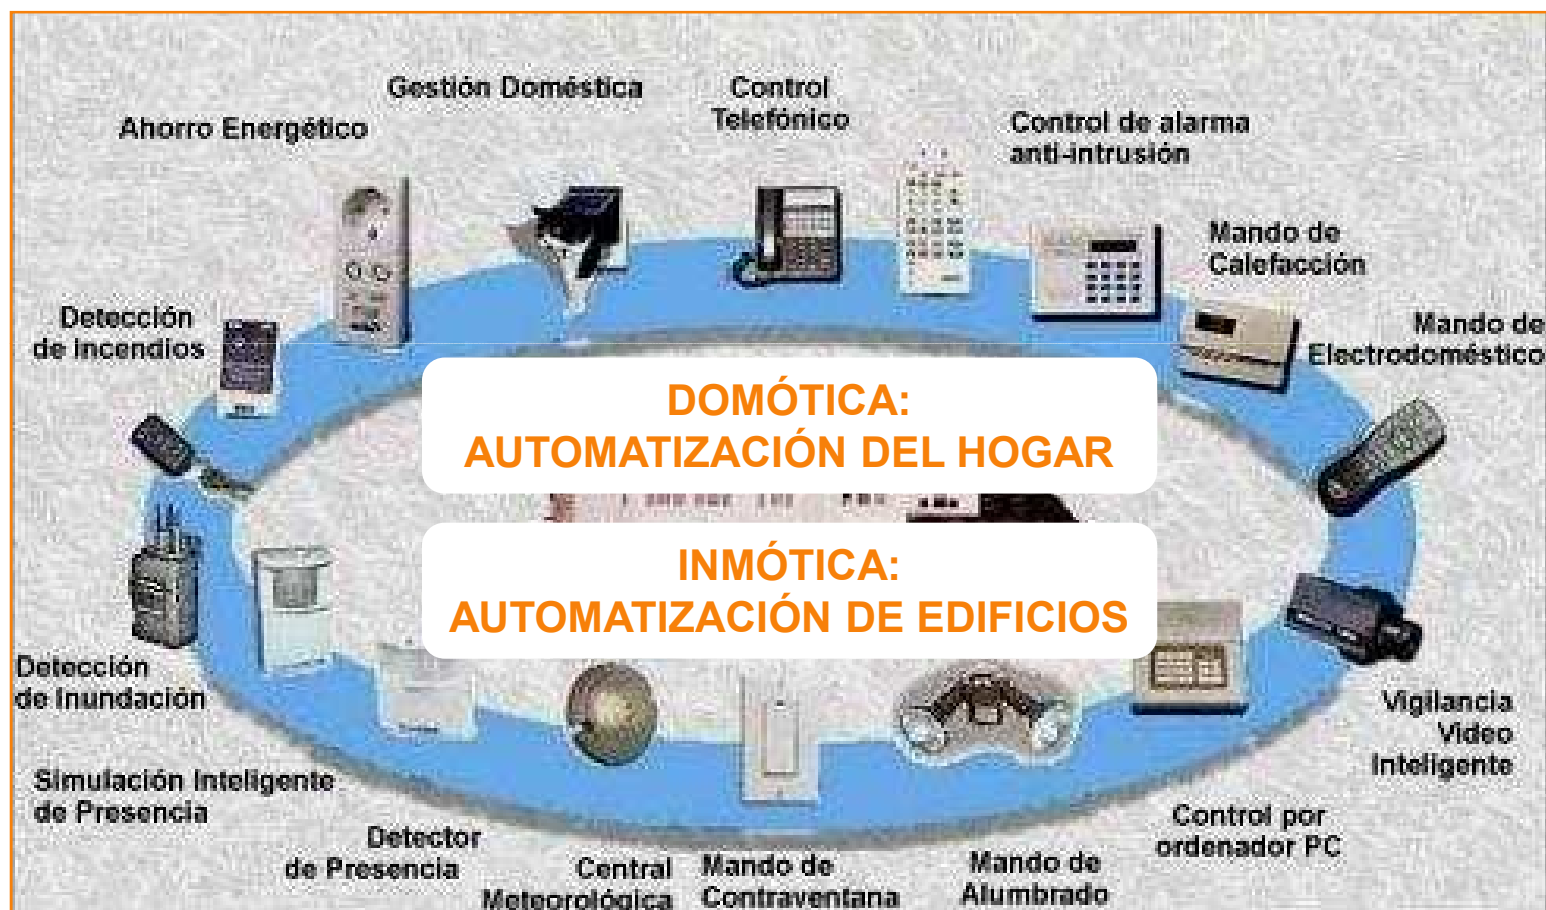 Gestión Doméstica
Control
Telefónico
Ahorro Energético
Control de alarma
anti-intrusión
Mando de
Calefacción
Detección
de Incendios
Mando de
Electrodoméstico
DOMÓTICA:
AUTOMATIZACIÓN DEL HOGAR
INMÓTICA:
AUTOMATIZACIÓN DE EDIFICIOS
Detección
de Inundación
Vigilancia
Video
Inteligente
Simulación Inteligente
de Presencia
Control por
ordenador PC
Detector
de Presencia
Central
Meteorológica
Mando de
Contraventana
Mando de
Alumbrado